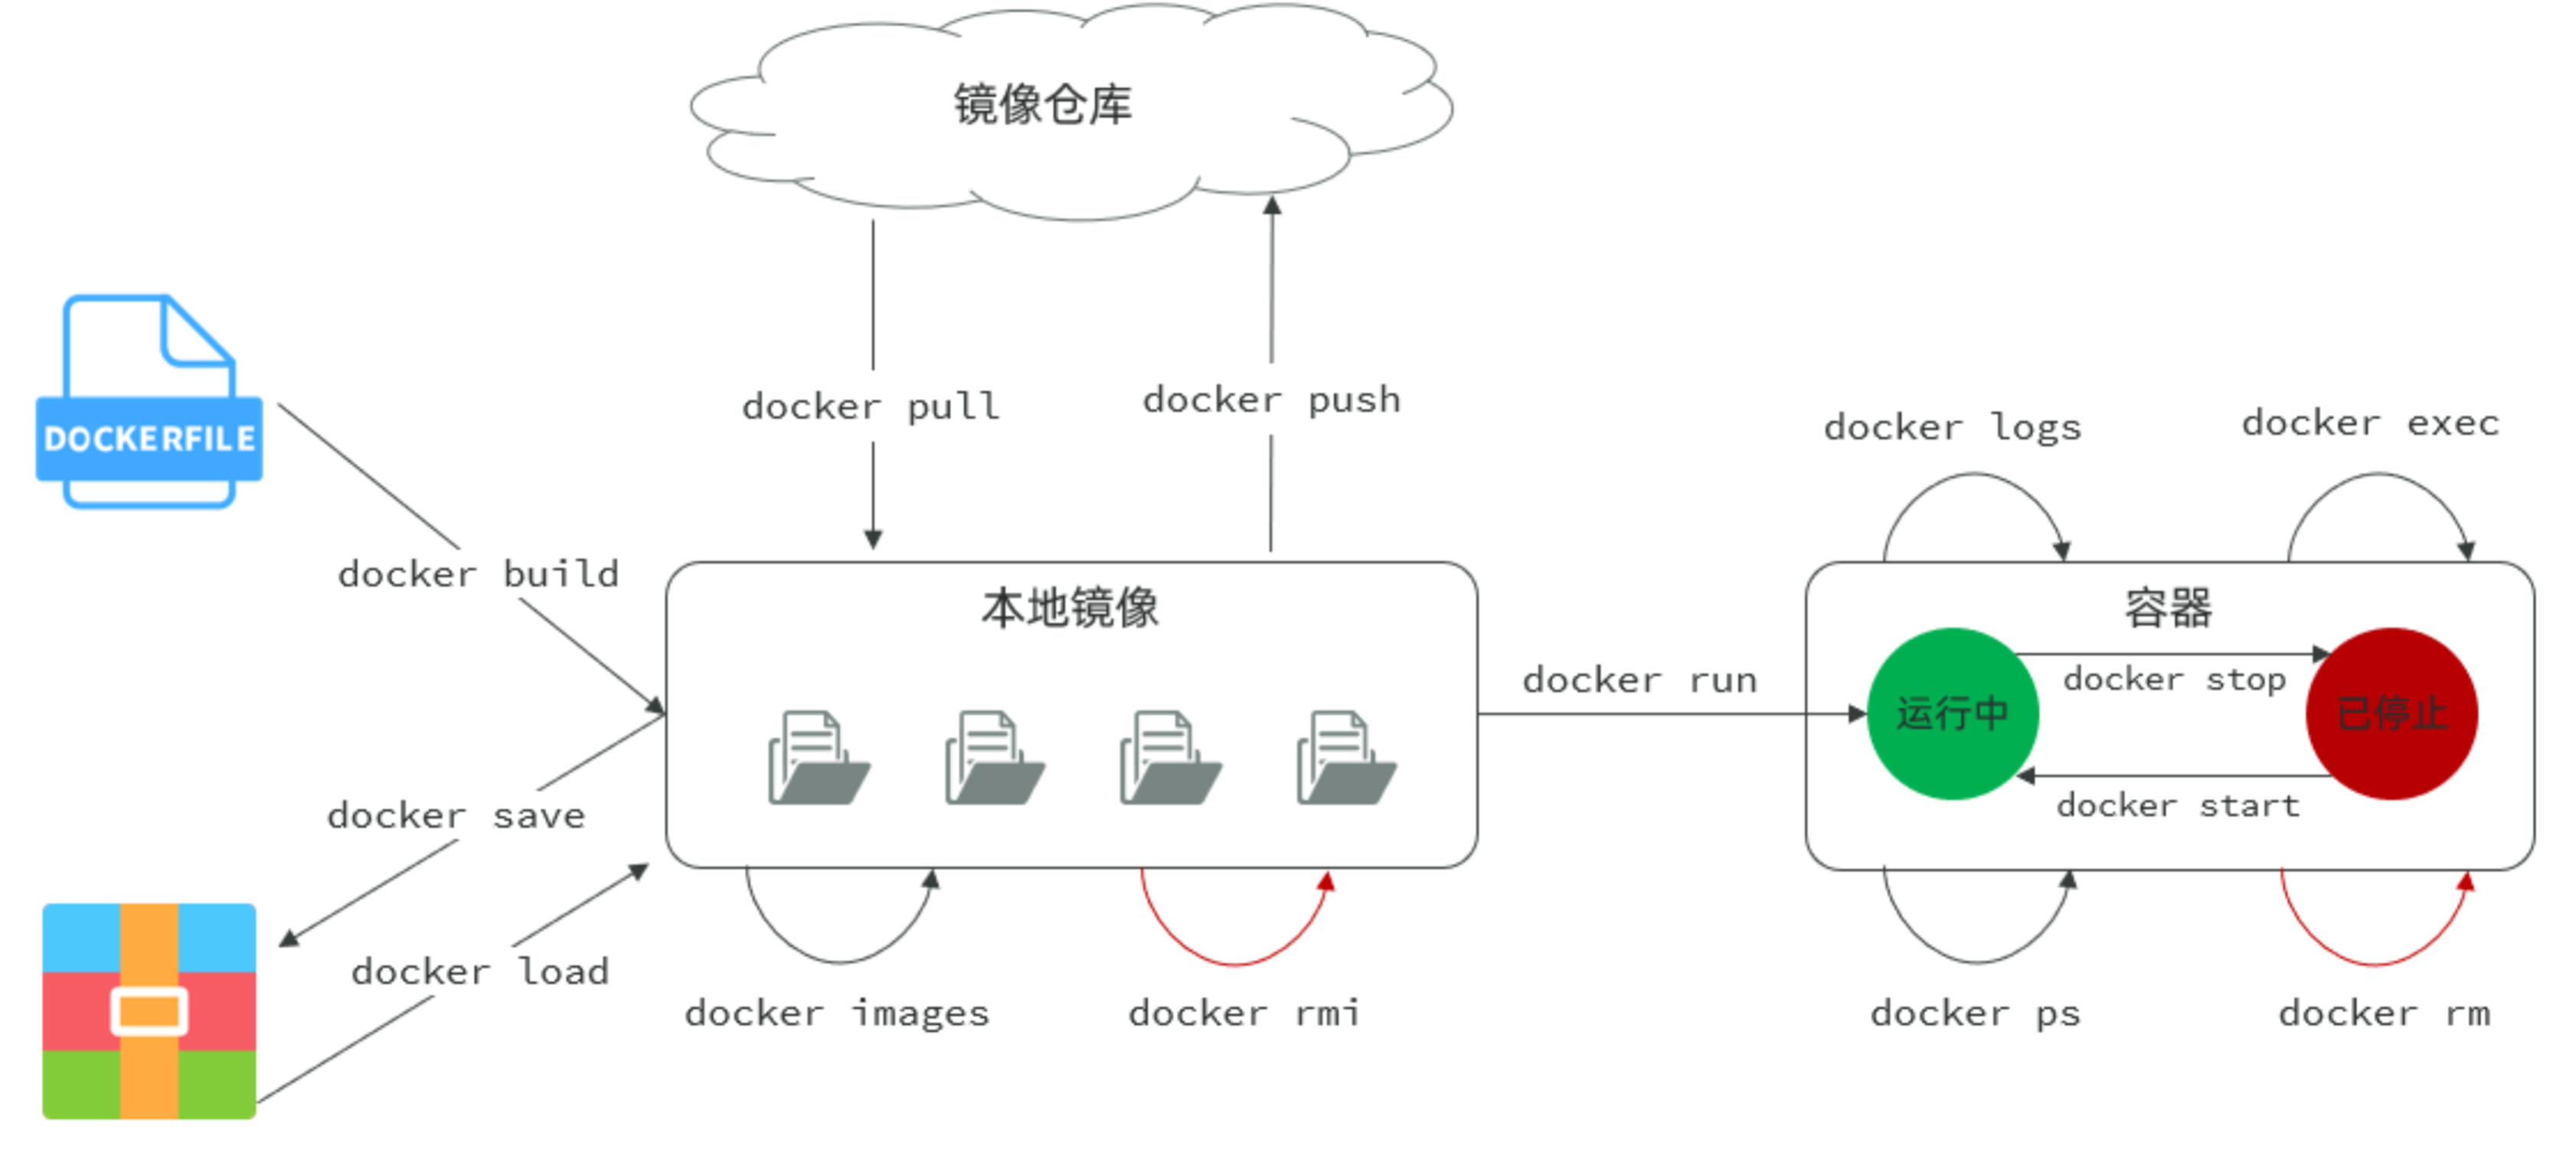 镜像仓库
DOCKERFILE
docker pull
docker push
docker logs
docker exec
docker build
本地镜像
容器
docker run
运行中
docker stop
已停止
docker start
docker save
docker load
docker images
docker rmi
docker ps
docker rm